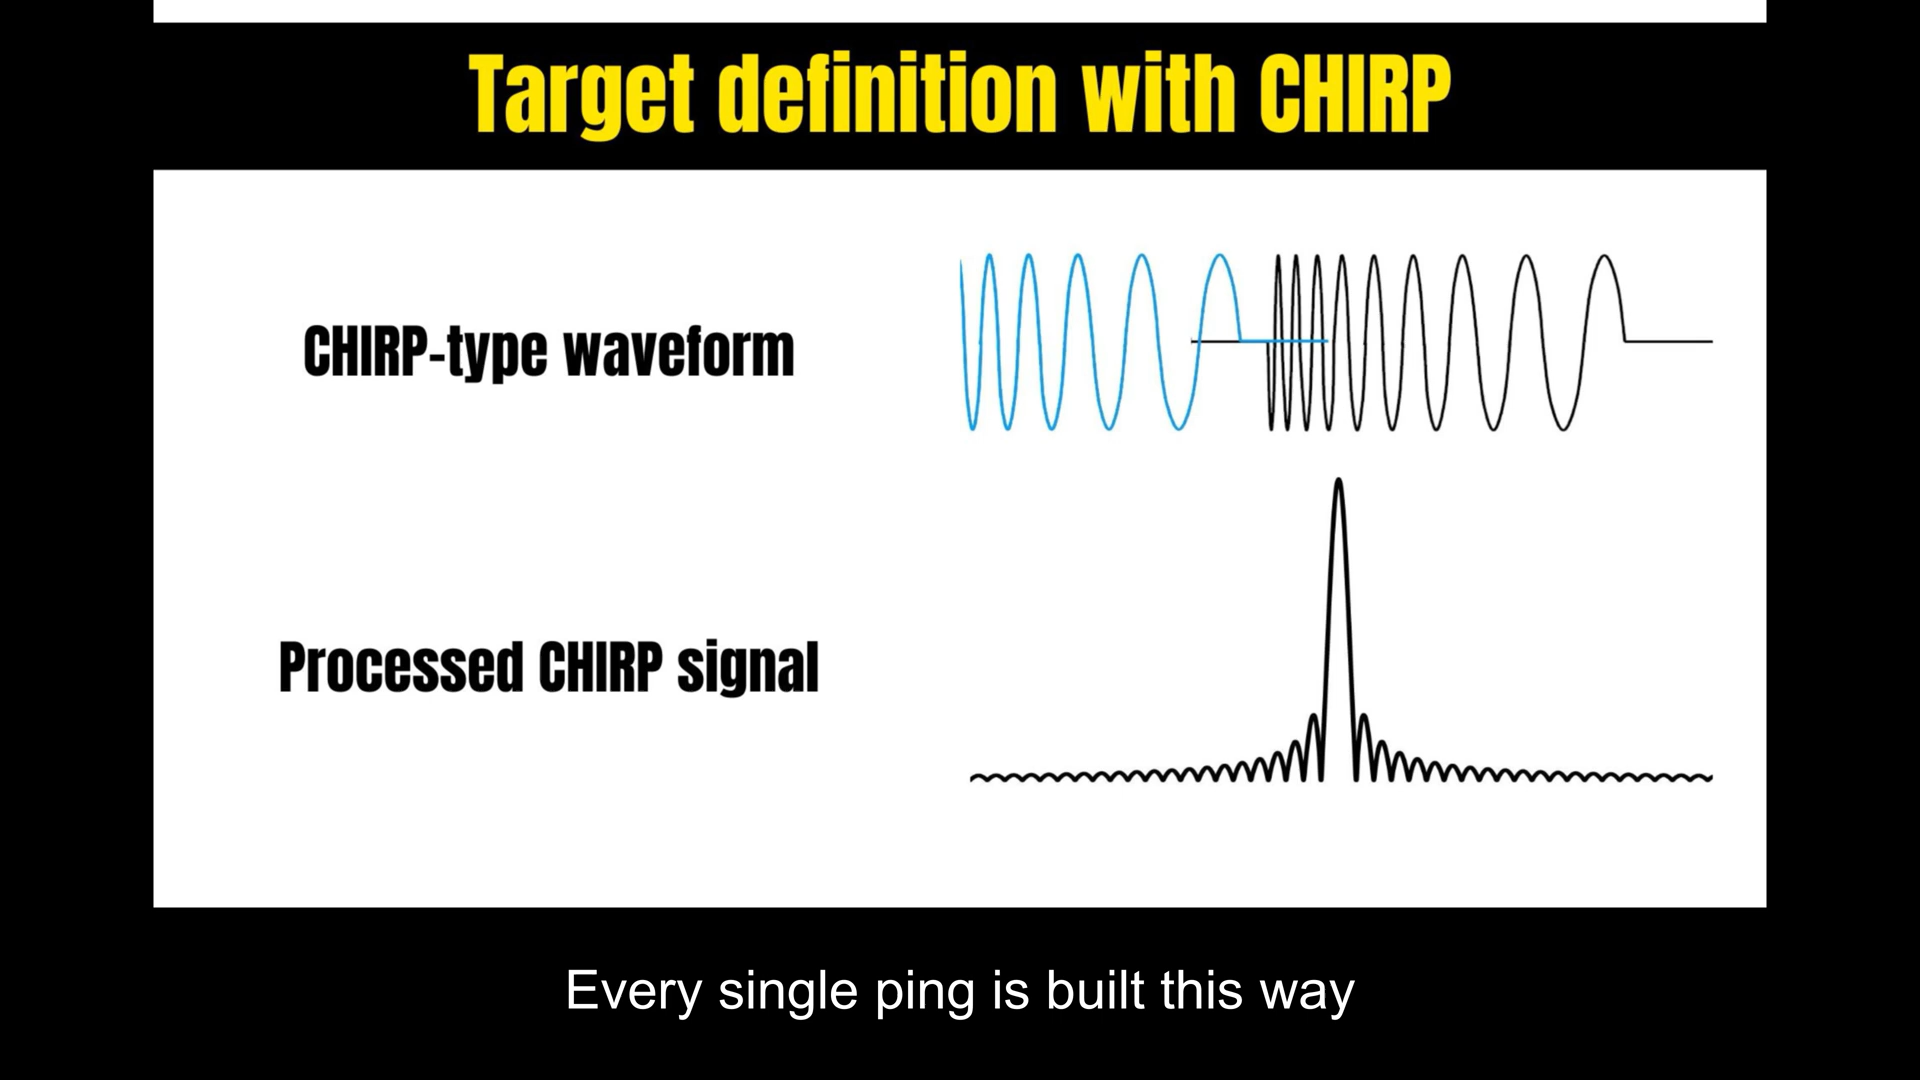 Target definition with CHIRP
CHIRP-type waveform
Processed CHIRP signal
Every single ping is built this way